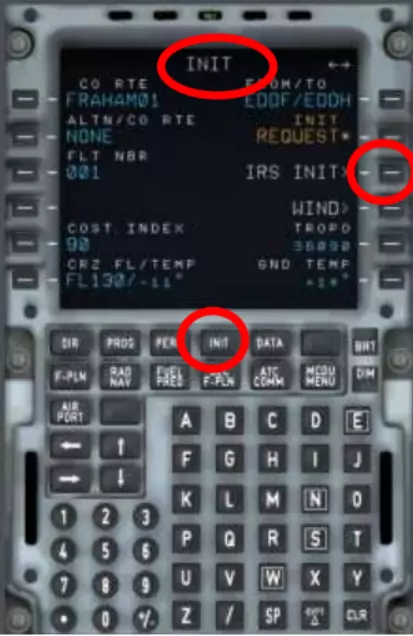 INIT ←→
CO RTE FROM/TO
FRAHAM01 EDDF/EDDH
ALTN/CO RTE INIT
NONE REQUEST*
FLT NBR
001 IRS INIT>
WIND>
COST INDEX TROPO
90 36090
CRZ FL/TEMP GND TEMP
FL130/-11°
DIR PROG PERF INIT DATA BRT
F-PLN RAD NAV FUEL PRED SEC F-PLN ATC COMM MCDU MENU DIM
AIR PORT
← ↑
→ ↓
A B C D E
F G H I J
K L M N O
1 2 3
P Q R S T
4 5 6
U V W X Y
7 8 9
Z / SP CLR
. 0 +/-